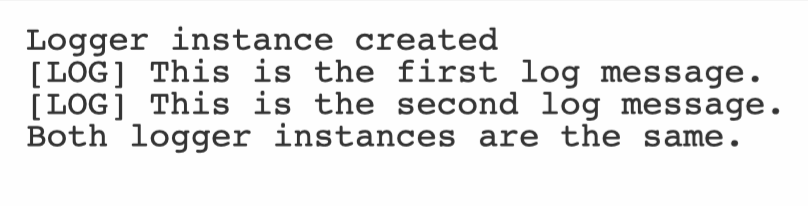 Logger instance created
[LOG] This is the first log message.
[LOG] This is the second log message.
Both logger instances are the same.